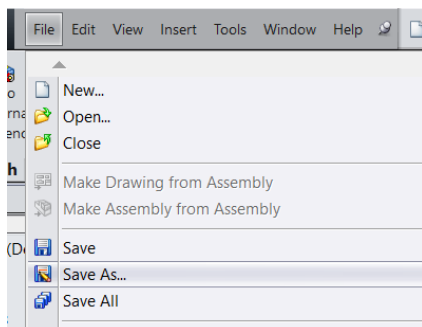 File Edit View Insert Tools Window Help
New...
Open...
Close
Make Drawing from Assembly
Make Assembly from Assembly
Save
Save As...
Save All